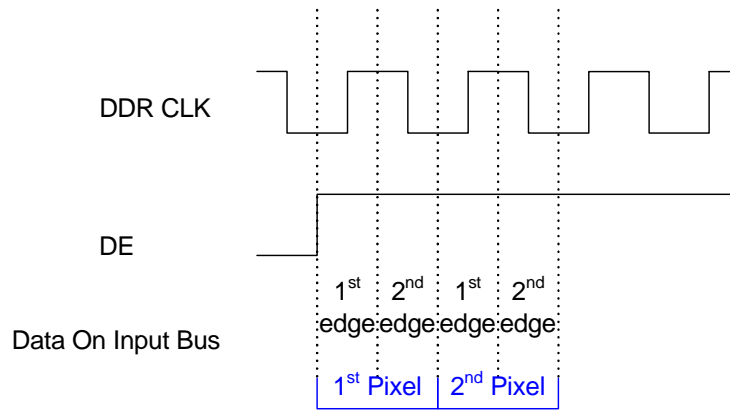 DDR CLK
DE
1st 2nd 1st 2nd
edge edge edge edge
Data On Input Bus
1st Pixel 2nd Pixel